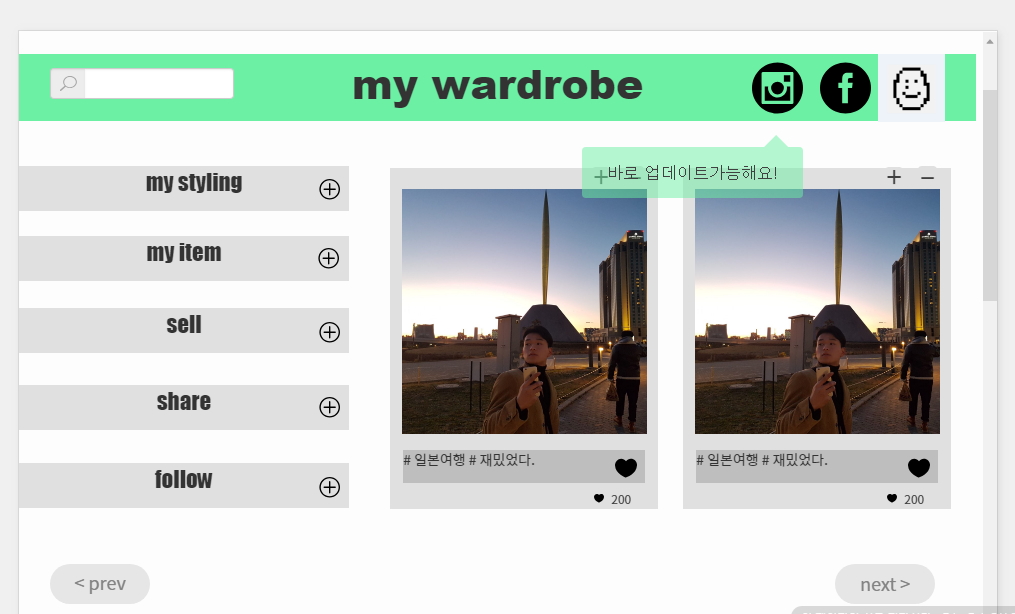 my wardrobe
바로 업데이트가능해요!
my styling
my item
sell
share
follow
# 일본여행 # 재밌었다.
200
# 일본여행 # 재밌었다.
200
< prev
next >